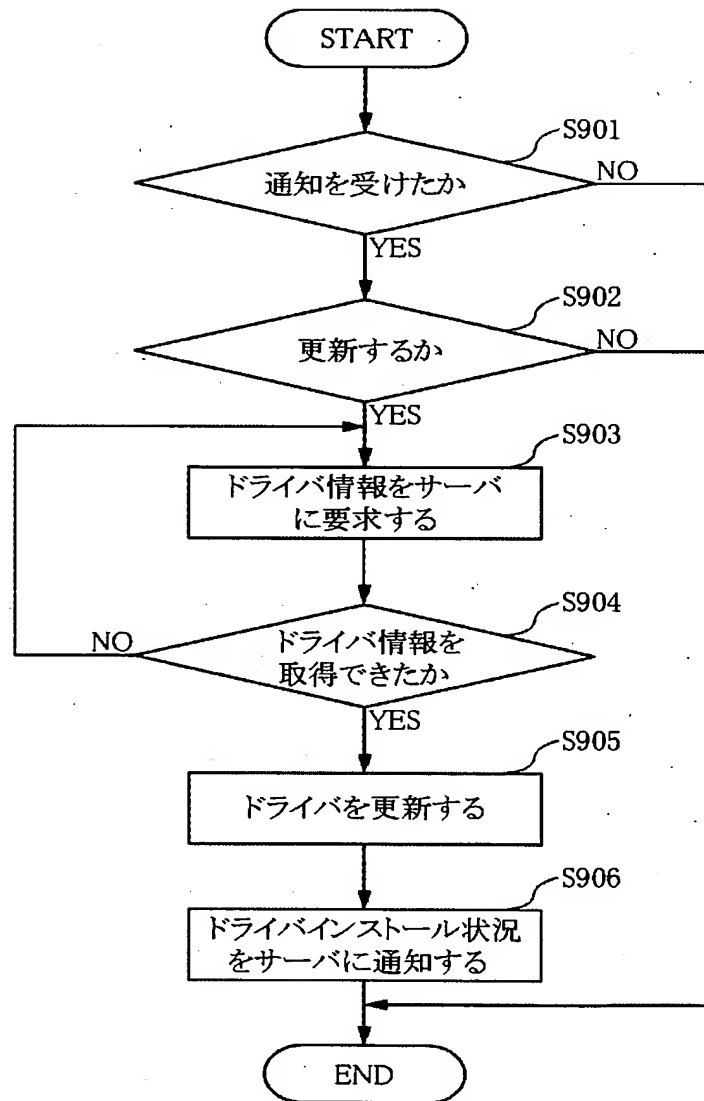 START
S901
通知を受けたか
NO
YES
S902
更新するか
NO
YES
S903
ドライバ情報をサーバ
に要求する
S904
NO
ドライバ情報を
取得できたか
YES
S905
ドライバを更新する
S906
ドライバインストール状況
をサーバに通知する
END